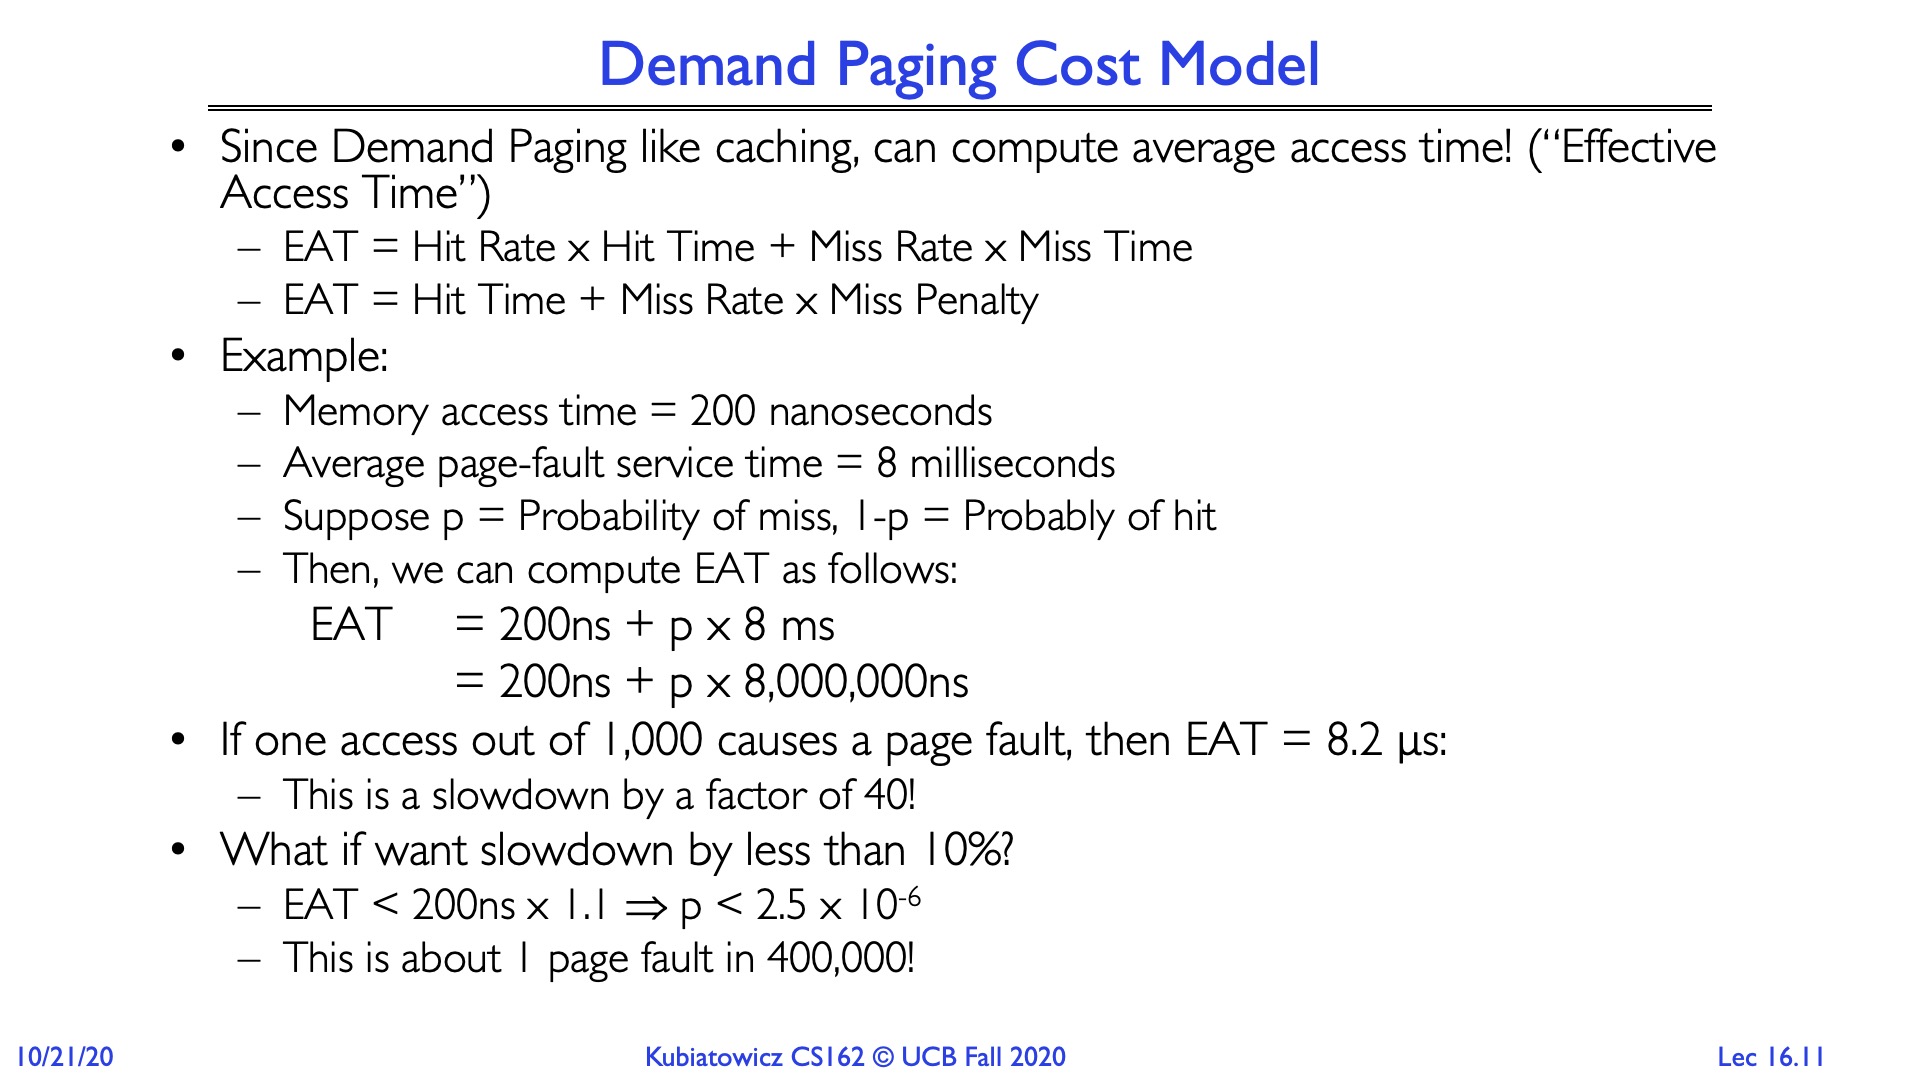 Demand Paging Cost Model
• Since Demand Paging like caching, can compute average access time! (“Effective
Access Time”)
– EAT = Hit Rate x Hit Time + Miss Rate x Miss Time
– EAT = Hit Time + Miss Rate x Miss Penalty
• Example:
– Memory access time = 200 nanoseconds
– Average page-fault service time = 8 milliseconds
– Suppose p = Probability of miss, 1-p = Probably of hit
– Then, we can compute EAT as follows:
EAT = 200ns + p x 8 ms
= 200ns + p x 8,000,000ns
• If one access out of 1,000 causes a page fault, then EAT = 8.2 μs:
– This is a slowdown by a factor of 40!
• What if want slowdown by less than 10%?
– EAT < 200ns x 1.1 ⇒ p < 2.5 x 10⁻⁶
– This is about 1 page fault in 400,000!
10/21/20 Kubiatowicz CS162 © UCB Fall 2020 Lec 16.11